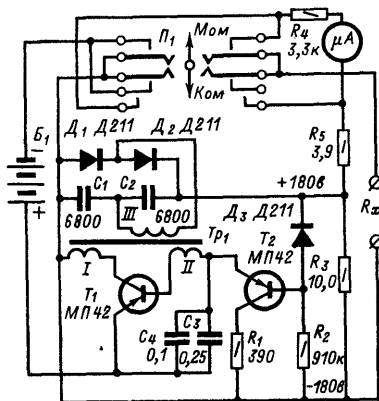 R4
3,3к
μA
П1
Мом
Ком
Б1
−
+
Д1 Д211
Д2 Д211
R5
3,9
C1
C2
6800
6800
III
+180в
Rх
Д3 Д211
Тр1
I
II
T1
МП42
T2
МП42
R3
10,0
C4
0,1
C3
0,25
R1
390
R2
910к
−180в